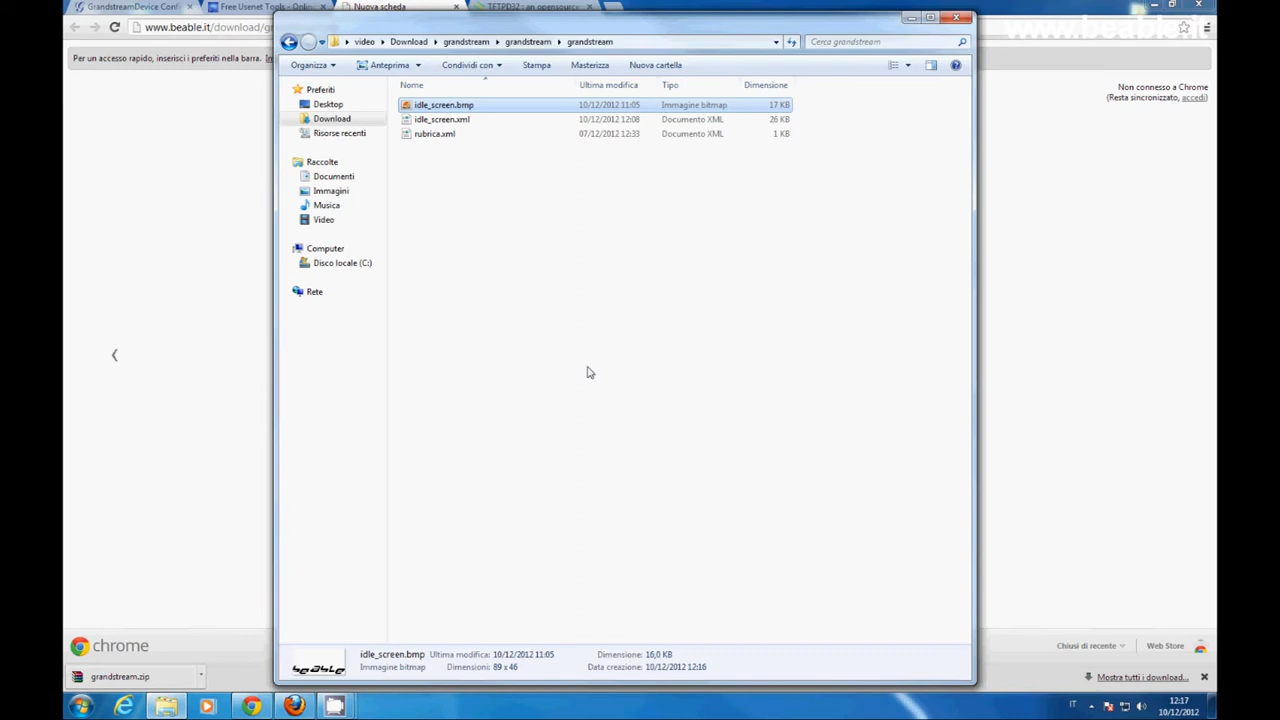 GrandstreamDevice Confi
Free Usenet Tools - Onlin
Nuova scheda
TFTPD32 : an opensource
www.beable.it/download/g
www.beable.it
Per un accesso rapido, inserisci i preferiti nella barra.
video
Download
grandstream
grandstream
grandstream
Cerca grandstream
Organizza
Anteprima
Condividi con
Stampa
Masterizza
Nuova cartella
Nome
Ultima modifica
Tipo
Dimensione
idle_screen.bmp
10/12/2012 11:05
Immagine bitmap
17 KB
idle_screen.xml
10/12/2012 12:08
Documento XML
26 KB
rubrica.xml
07/12/2012 12:33
Documento XML
1 KB
Preferiti
Desktop
Download
Risorse recenti
Raccolte
Documenti
Immagini
Musica
Video
Computer
Disco locale (C:)
Rete
Non connesso a Chrome
(Resta sincronizzato, accedi)
beable
idle_screen.bmp
Ultima modifica: 10/12/2012 11:05
Dimensione: 16,0 KB
Immagine bitmap
Dimensioni: 89 x 46
Data creazione: 10/12/2012 12:16
chrome
Chiusi di recente
Web Store
grandstream.zip
Mostra tutti i download...
IT
12:17
10/12/2012